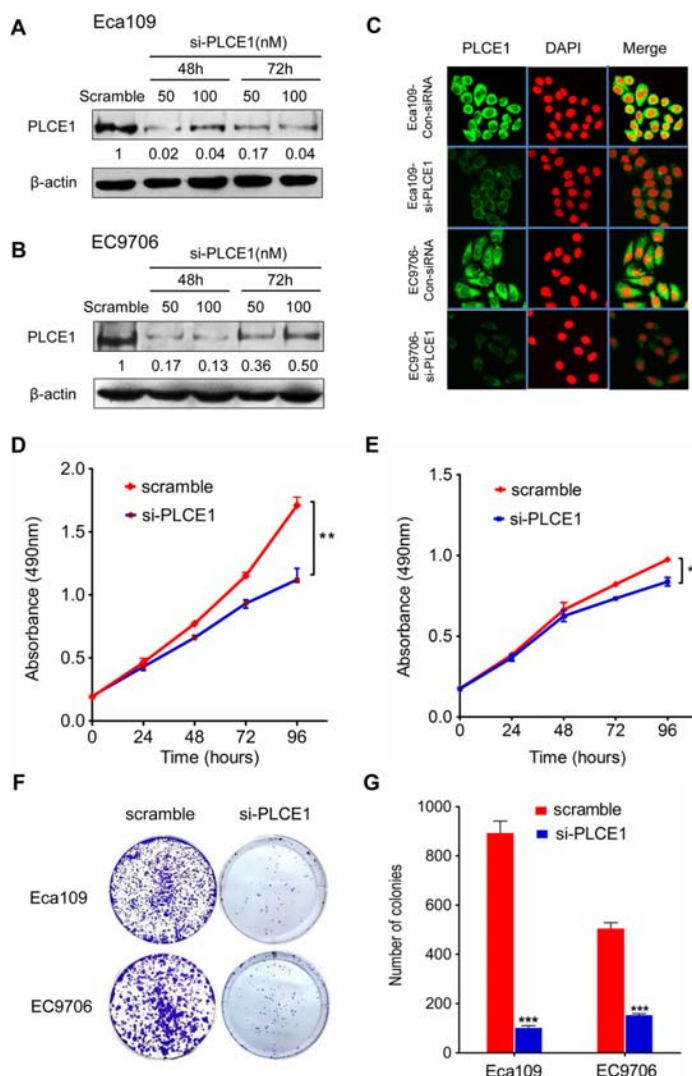 A Eca109
si-PLCE1(nM)
48h 72h
Scramble 50 100 50 100
PLCE1
1 0.02 0.04 0.17 0.04
β-actin
B EC9706
si-PLCE1(nM)
48h 72h
Scramble 50 100 50 100
PLCE1
1 0.17 0.13 0.36 0.50
β-actin
C
PLCE1 DAPI Merge
Eca109-
Con-siRNA
Eca109-
si-PLCE1
EC9706-
Con-siRNA
EC9706-
si-PLCE1
D
2.0
1.5
1.0
0.5
0.0
Absorbance (490nm)
scramble
si-PLCE1
**
0 24 48 72 96
Time (hours)
E
1.5
1.0
0.5
0.0
Absorbance (490nm)
scramble
si-PLCE1
*
0 24 48 72 96
Time (hours)
F
scramble si-PLCE1
Eca109
EC9706
G
1000
800
600
400
200
0
Number of colonies
scramble
si-PLCE1
*** ***
Eca109 EC9706